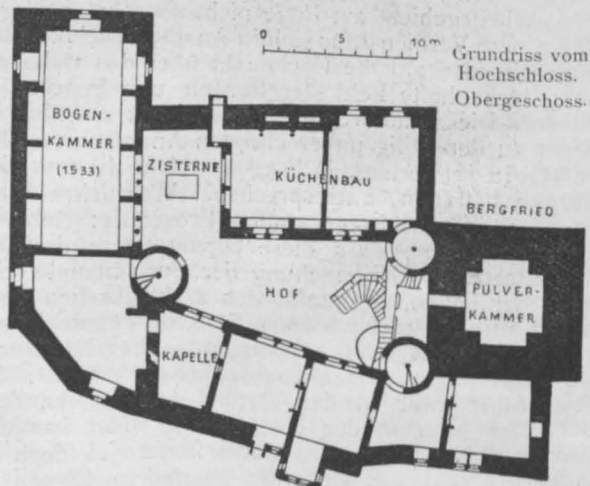 0 5 10 m
Grundriss vom
Hochschloss.
Obergeschoss.
BOGEN-
KAMMER
(1533)
ZISTERNE
KÜCHENBAU
BERGFRIED
HOF
PULVER-
KAMMER
KAPELLE